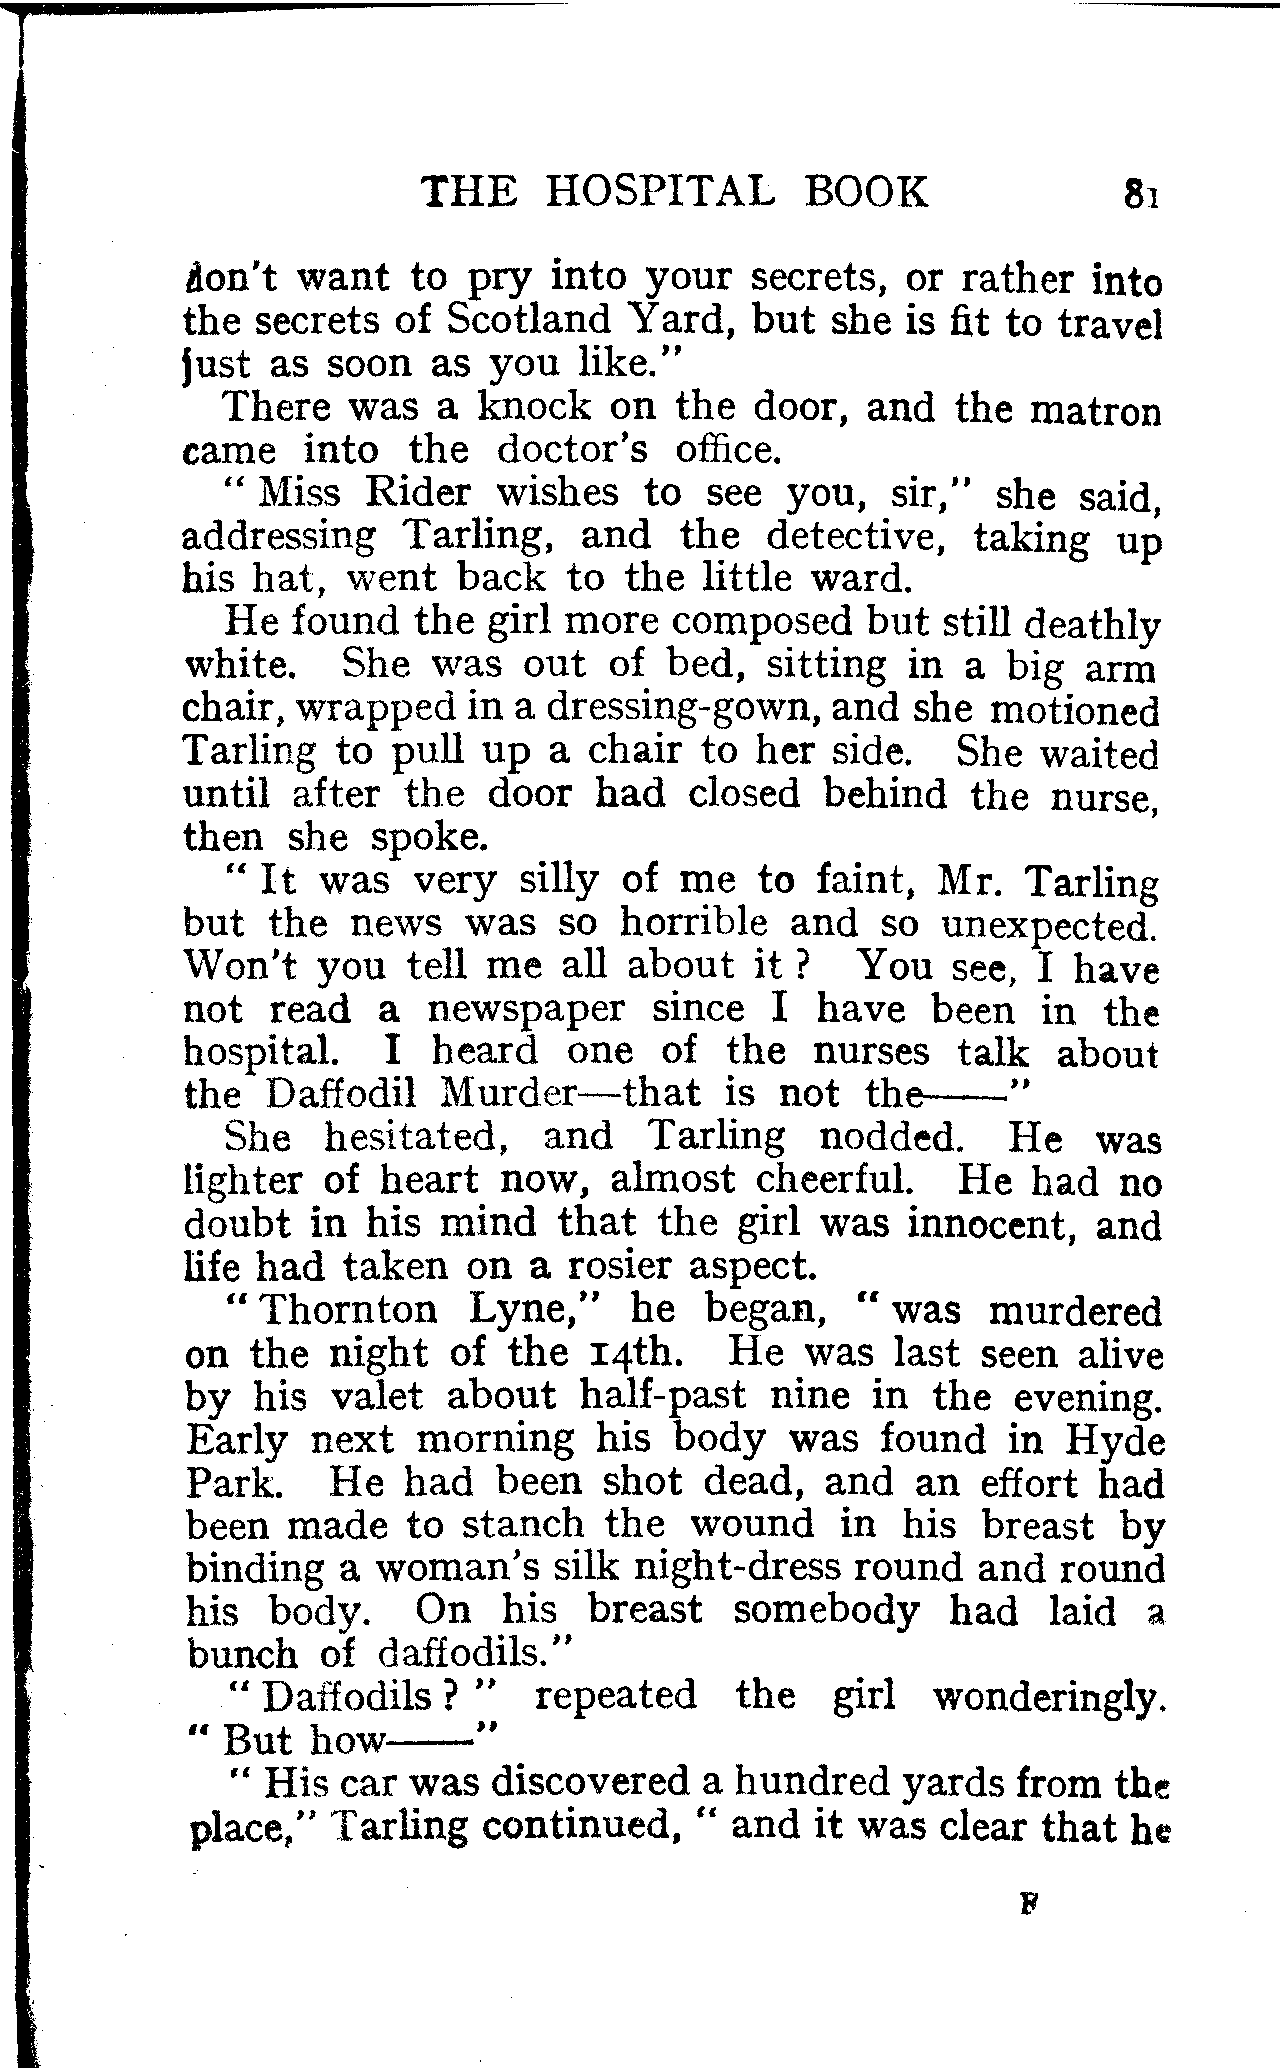 THE HOSPITAL BOOK 81
don't want to pry into your secrets, or rather into
the secrets of Scotland Yard, but she is fit to travel
just as soon as you like."
There was a knock on the door, and the matron
came into the doctor's office.
" Miss Rider wishes to see you, sir," she said,
addressing Tarling, and the detective, taking up
his hat, went back to the little ward.
He found the girl more composed but still deathly
white. She was out of bed, sitting in a big arm
chair, wrapped in a dressing-gown, and she motioned
Tarling to pull up a chair to her side. She waited
until after the door had closed behind the nurse,
then she spoke.
" It was very silly of me to faint, Mr. Tarling
but the news was so horrible and so unexpected.
Won't you tell me all about it ? You see, I have
not read a newspaper since I have been in the
hospital. I heard one of the nurses talk about
the Daffodil Murder—that is not the——"
She hesitated, and Tarling nodded. He was
lighter of heart now, almost cheerful. He had no
doubt in his mind that the girl was innocent, and
life had taken on a rosier aspect.
" Thornton Lyne," he began, " was murdered
on the night of the 14th. He was last seen alive
by his valet about half-past nine in the evening.
Early next morning his body was found in Hyde
Park. He had been shot dead, and an effort had
been made to stanch the wound in his breast by
binding a woman's silk night-dress round and round
his body. On his breast somebody had laid a
bunch of daffodils."
" Daffodils ? " repeated the girl wonderingly.
" But how——"
" His car was discovered a hundred yards from the
place," Tarling continued, " and it was clear that he
F